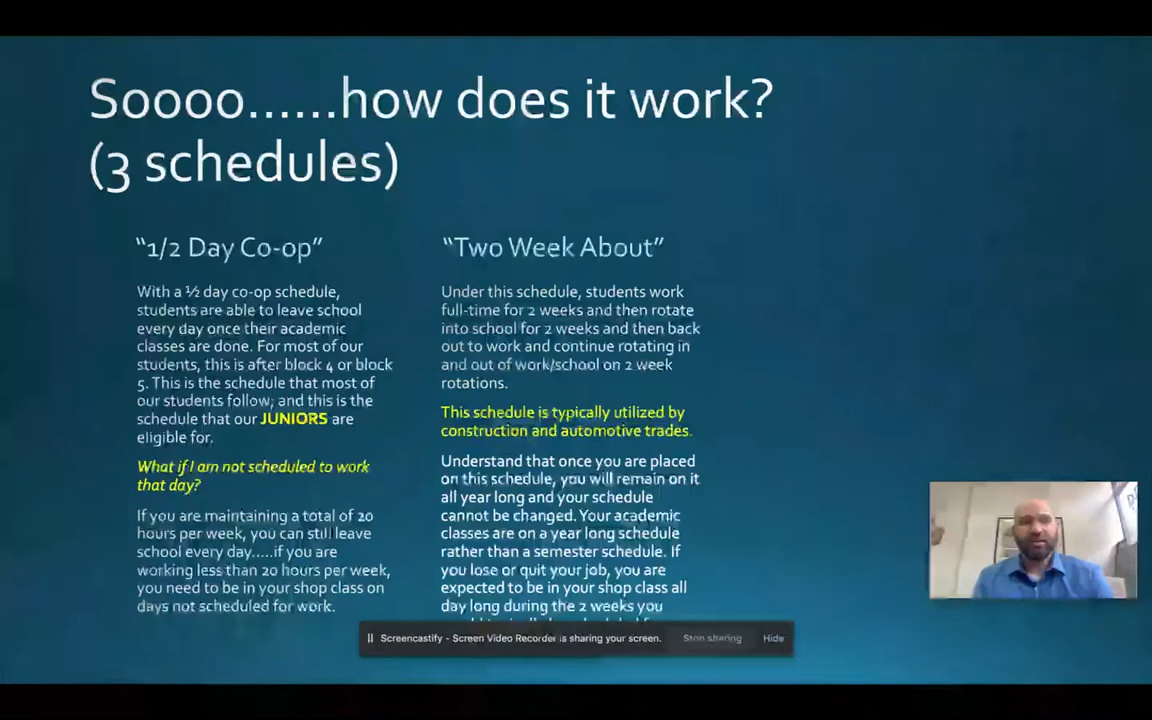 Soooo......how does it work?
(3 schedules)
"1/2 Day Co-op"
With a ½ day co-op schedule,
students are able to leave school
every day once their academic
classes are done. For most of our
students, this is after block 4 or block
5. This is the schedule that most of
our students follow, and this is the
schedule that our JUNIORS are
eligible for.
What if I am not scheduled to work
that day?
If you are maintaining a total of 20
hours per week, you can still leave
school every day.....if you are
working less than 20 hours per week,
you need to be in your shop class on
days not scheduled for work.
"Two Week About"
Under this schedule, students work
full-time for 2 weeks and then rotate
into school for 2 weeks and then back
out to work and continue rotating in
and out of work/school on 2 week
rotations.
This schedule is typically utilized by
construction and automotive trades.
Understand that once you are placed
on this schedule, you will remain on it
all year long and your schedule
cannot be changed. Your academic
classes are on a year long schedule
rather than a semester schedule. If
you lose or quit your job, you are
expected to be in your shop class all
day long during the 2 weeks you
Screencastify - Screen Video Recorder is sharing your screen.
Stop sharing
Hide